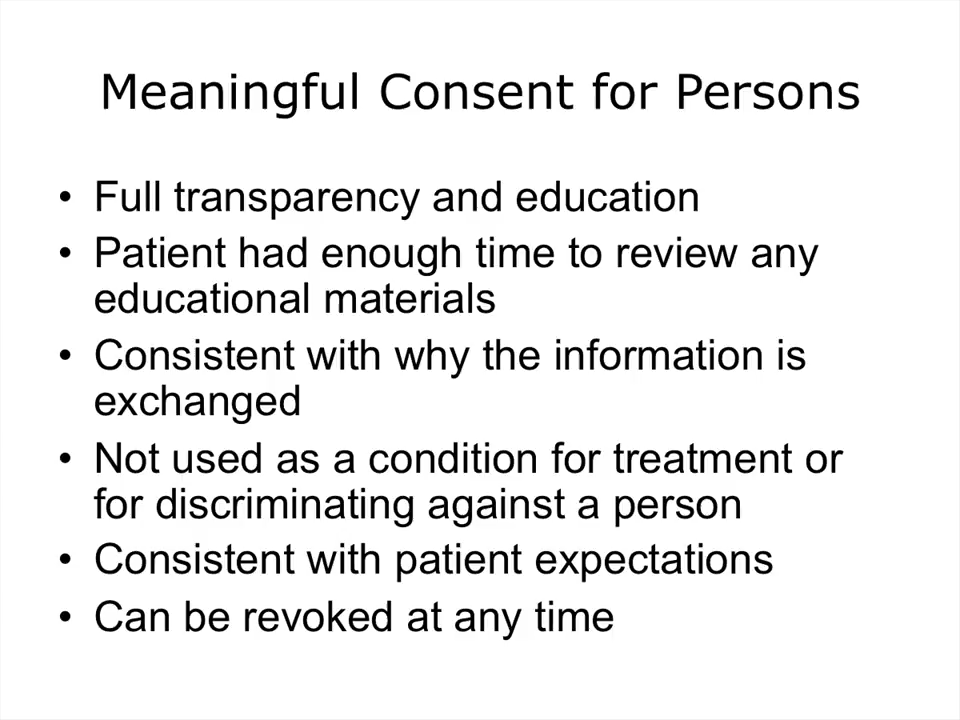 Meaningful Consent for Persons
• Full transparency and education
• Patient had enough time to review any
educational materials
• Consistent with why the information is
exchanged
• Not used as a condition for treatment or
for discriminating against a person
• Consistent with patient expectations
• Can be revoked at any time